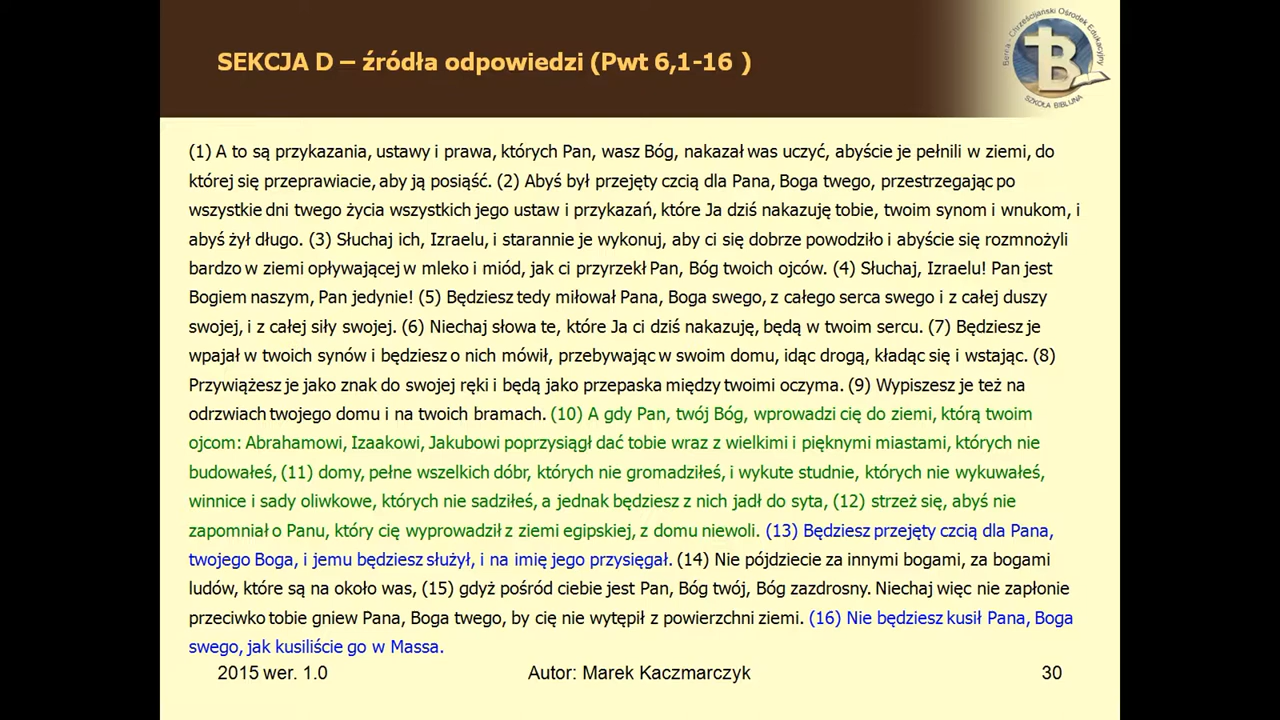 SEKCJA D – źródła odpowiedzi (Pwt 6,1-16 )
Berea - Chrześcijański Ośrodek Edukacyjny
SZKOŁA BIBLIJNA
(1) A to są przykazania, ustawy i prawa, których Pan, wasz Bóg, nakazał was uczyć, abyście je pełnili w ziemi, do
której się przeprawiacie, aby ją posiąść. (2) Abyś był przejęty czcią dla Pana, Boga twego, przestrzegając po
wszystkie dni twego życia wszystkich jego ustaw i przykazań, które Ja dziś nakazuję tobie, twoim synom i wnukom, i
abyś żył długo. (3) Słuchaj ich, Izraelu, i starannie je wykonuj, aby ci się dobrze powodziło i abyście się rozmnożyli
bardzo w ziemi opływającej w mleko i miód, jak ci przyrzekł Pan, Bóg twoich ojców. (4) Słuchaj, Izraelu! Pan jest
Bogiem naszym, Pan jedynie! (5) Będziesz tedy miłował Pana, Boga swego, z całego serca swego i z całej duszy
swojej, i z całej siły swojej. (6) Niechaj słowa te, które Ja ci dziś nakazuję, będą w twoim sercu. (7) Będziesz je
wpajał w twoich synów i będziesz o nich mówił, przebywając w swoim domu, idąc drogą, kładąc się i wstając. (8)
Przywiążesz je jako znak do swojej ręki i będą jako przepaska między twoimi oczyma. (9) Wypiszesz je też na
odrzwiach twojego domu i na twoich bramach. (10) A gdy Pan, twój Bóg, wprowadzi cię do ziemi, którą twoim
ojcom: Abrahamowi, Izaakowi, Jakubowi poprzysiągł dać tobie wraz z wielkimi i pięknymi miastami, których nie
budowałeś, (11) domy, pełne wszelkich dóbr, których nie gromadziłeś, i wykute studnie, których nie wykuwałeś,
winnice i sady oliwkowe, których nie sadziłeś, a jednak będziesz z nich jadł do syta, (12) strzeż się, abyś nie
zapomniał o Panu, który cię wyprowadził z ziemi egipskiej, z domu niewoli. (13) Będziesz przejęty czcią dla Pana,
twojego Boga, i jemu będziesz służył, i na imię jego przysięgał. (14) Nie pójdziecie za innymi bogami, za bogami
ludów, które są na około was, (15) gdyż pośród ciebie jest Pan, Bóg twój, Bóg zazdrosny. Niechaj więc nie zapłonie
przeciwko tobie gniew Pana, Boga twego, by cię nie wytępił z powierzchni ziemi. (16) Nie będziesz kusił Pana, Boga
swego, jak kusiliście go w Massa.
2015 wer. 1.0
Autor: Marek Kaczmarczyk
30